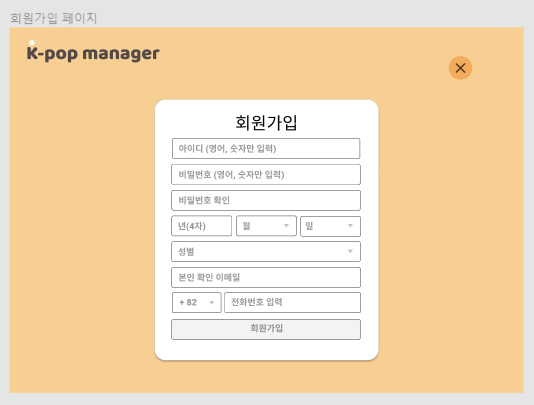 회원가입 페이지
K-pop manager
회원가입
아이디 (영어, 숫자만 입력)
비밀번호 (영어, 숫자만 입력)
비밀번호 확인
년(4자) 월 일
성별
본인 확인 이메일
+ 82 전화번호 입력
회원가입